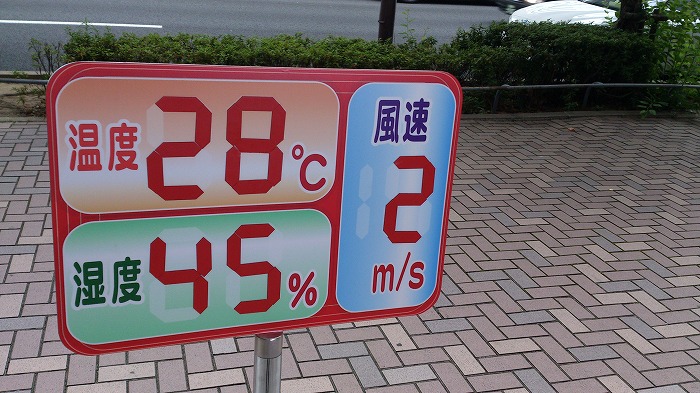 温度 28℃
湿度 45%
風速
2
m/s